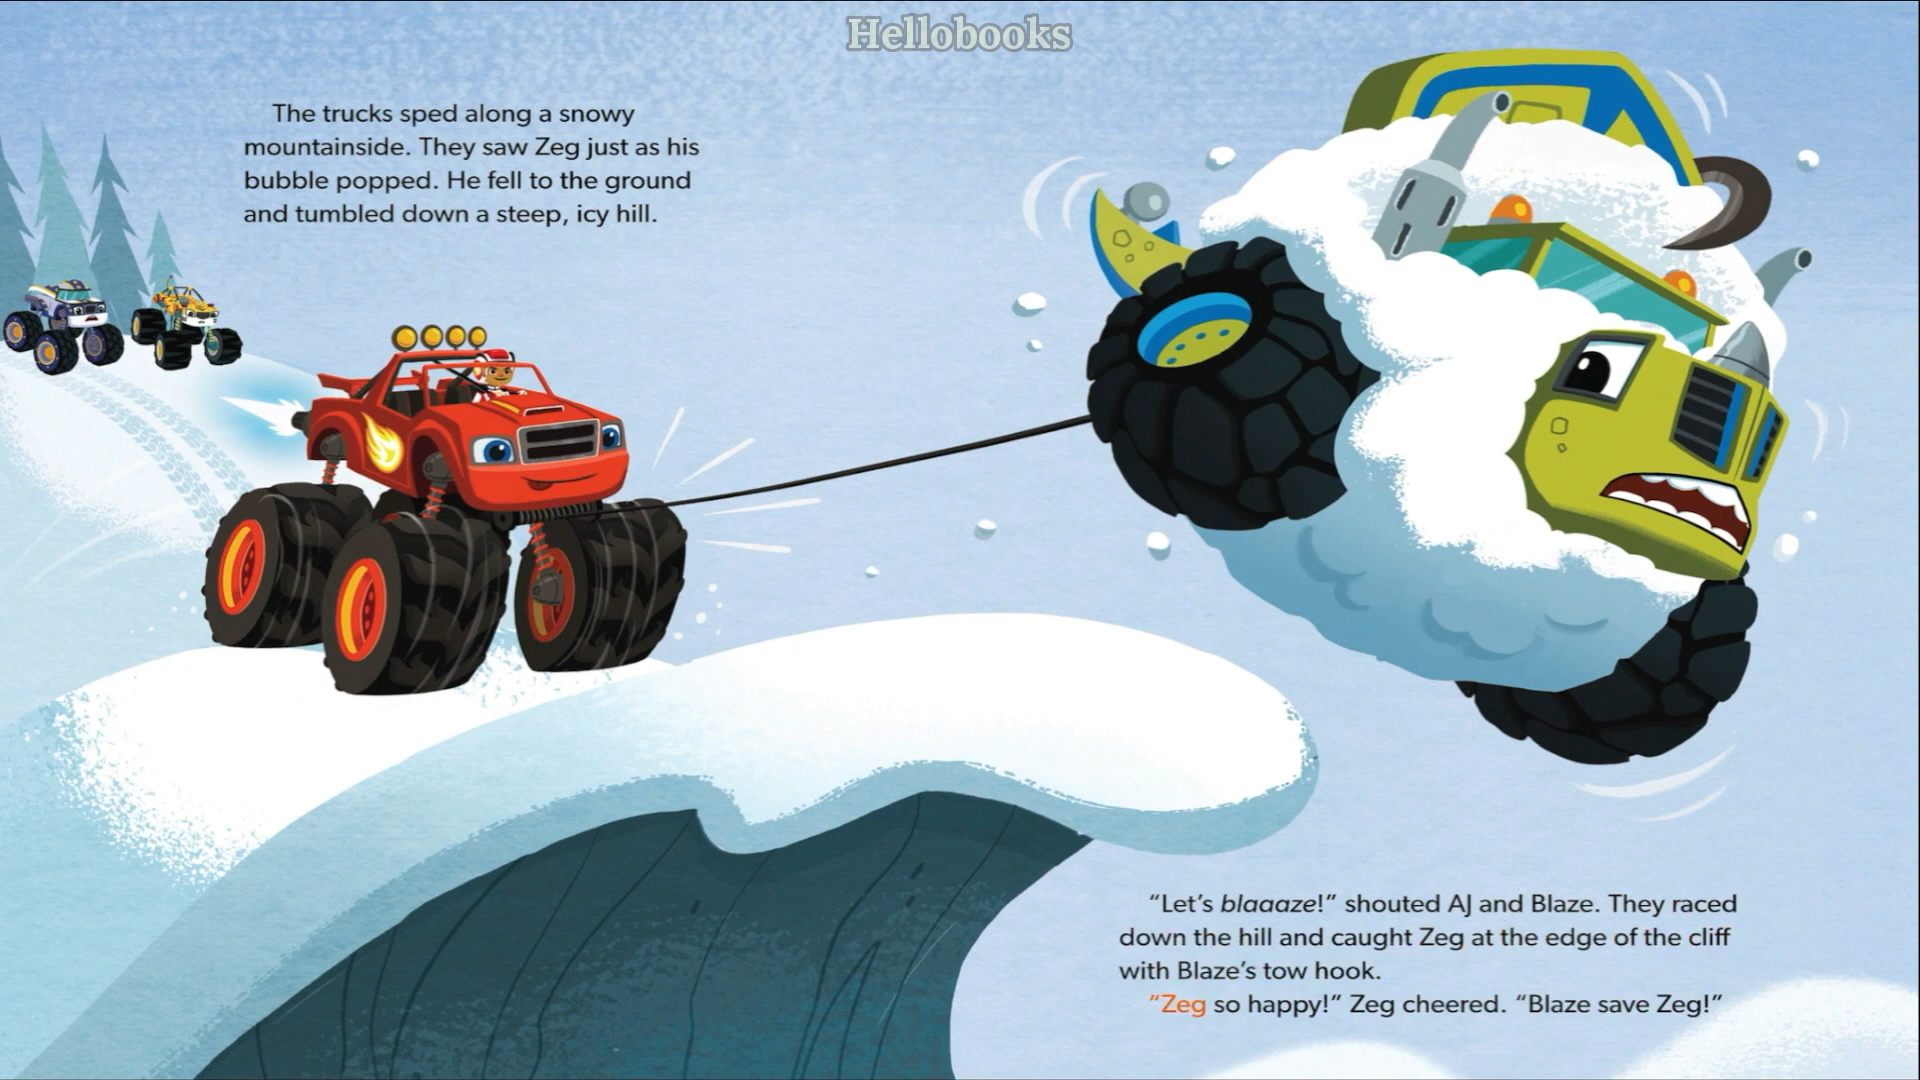 Hellobooks
The trucks sped along a snowy
mountainside. They saw Zeg just as his
bubble popped. He fell to the ground
and tumbled down a steep, icy hill.
“Let’s blaaaze!” shouted AJ and Blaze. They raced
down the hill and caught Zeg at the edge of the cliff
with Blaze’s tow hook.
“Zeg so happy!” Zeg cheered. “Blaze save Zeg!”